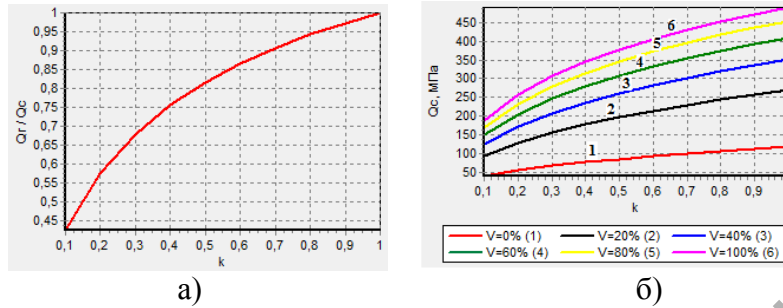 1
0,95
0,9
0,85
0,8
0,75
0,7
0,65
0,6
0,55
0,5
0,45
Qr / Qc
0,1 0,2 0,3 0,4 0,5 0,6 0,7 0,8 0,9 1
k
а)
450
400
350
300
250
200
150
100
50
Qc, МПа
1
2
3
4
5
6
0,1 0,2 0,3 0,4 0,5 0,6 0,7 0,8 0,9
k
V=0% (1) V=20% (2) V=40% (3)
V=60% (4) V=80% (5) V=100% (6)
б)